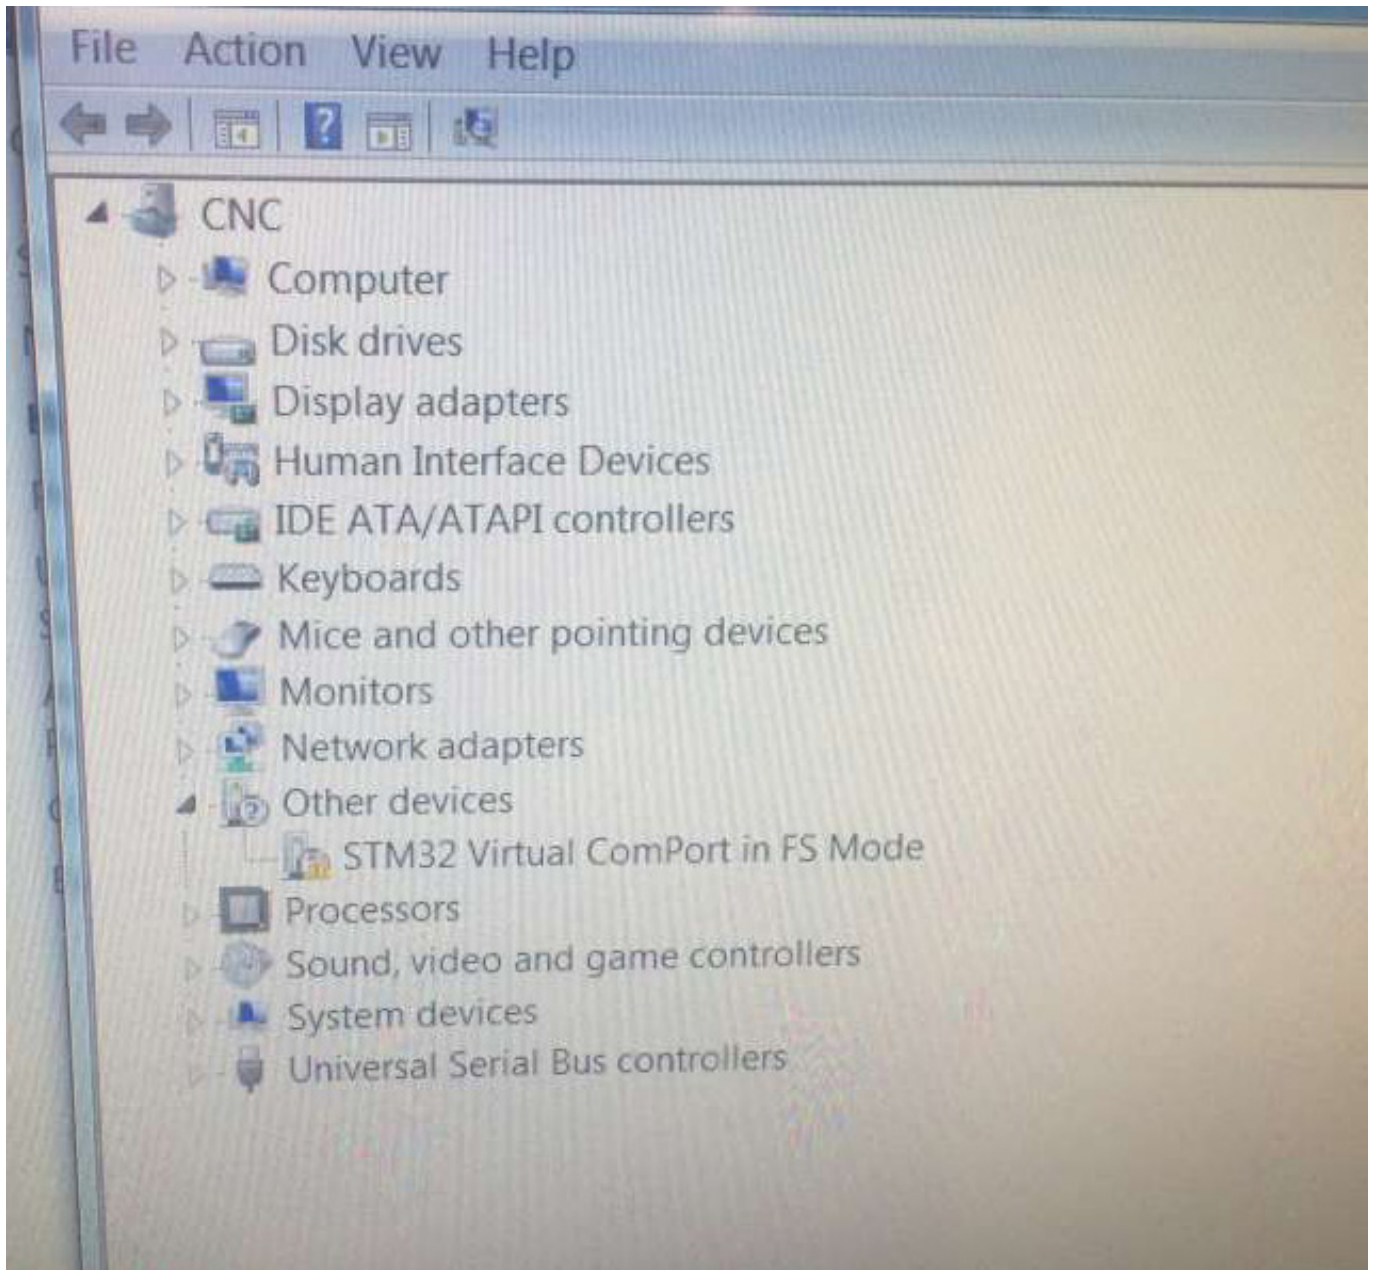 File Action View Help
CNC
Computer
Disk drives
Display adapters
Human Interface Devices
IDE ATA/ATAPI controllers
Keyboards
Mice and other pointing devices
Monitors
Network adapters
Other devices
STM32 Virtual ComPort in FS Mode
Processors
Sound, video and game controllers
System devices
Universal Serial Bus controllers